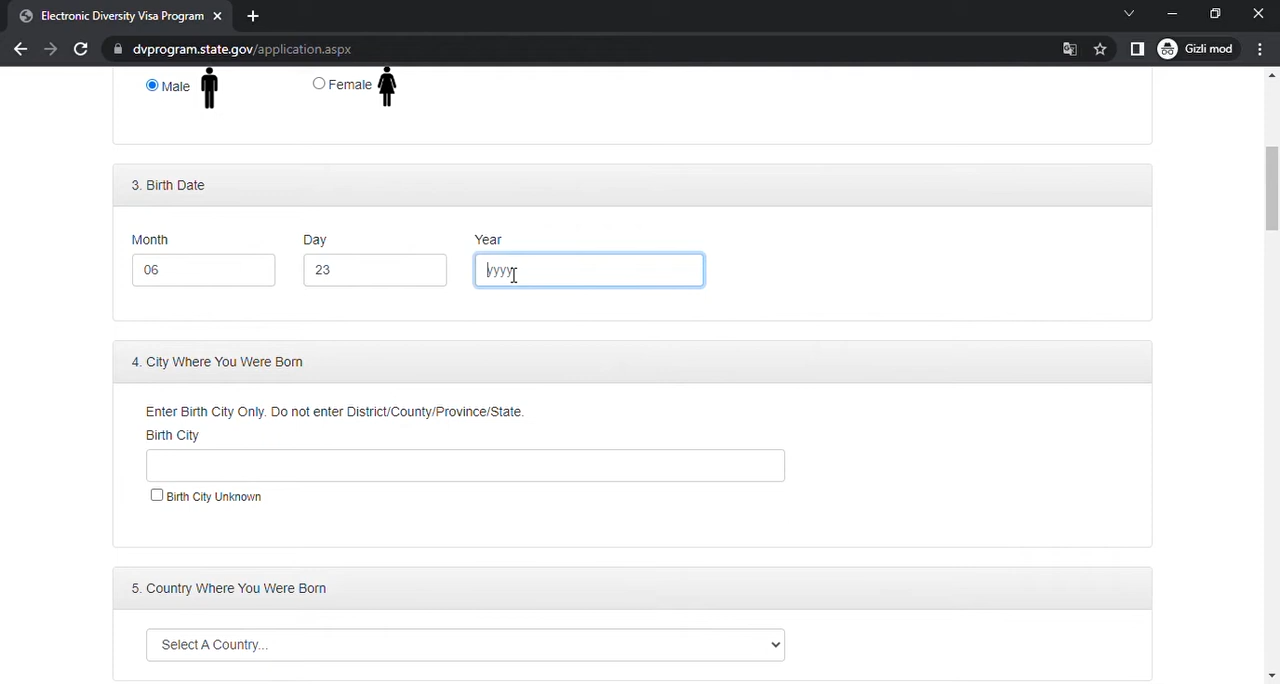 Electronic Diversity Visa Program
dvprogram.state.gov/application.aspx
Gizli mod
Male
Female
3. Birth Date
Month
Day
Year
06
23
yyyy
4. City Where You Were Born
Enter Birth City Only. Do not enter District/County/Province/State.
Birth City
Birth City Unknown
5. Country Where You Were Born
Select A Country...